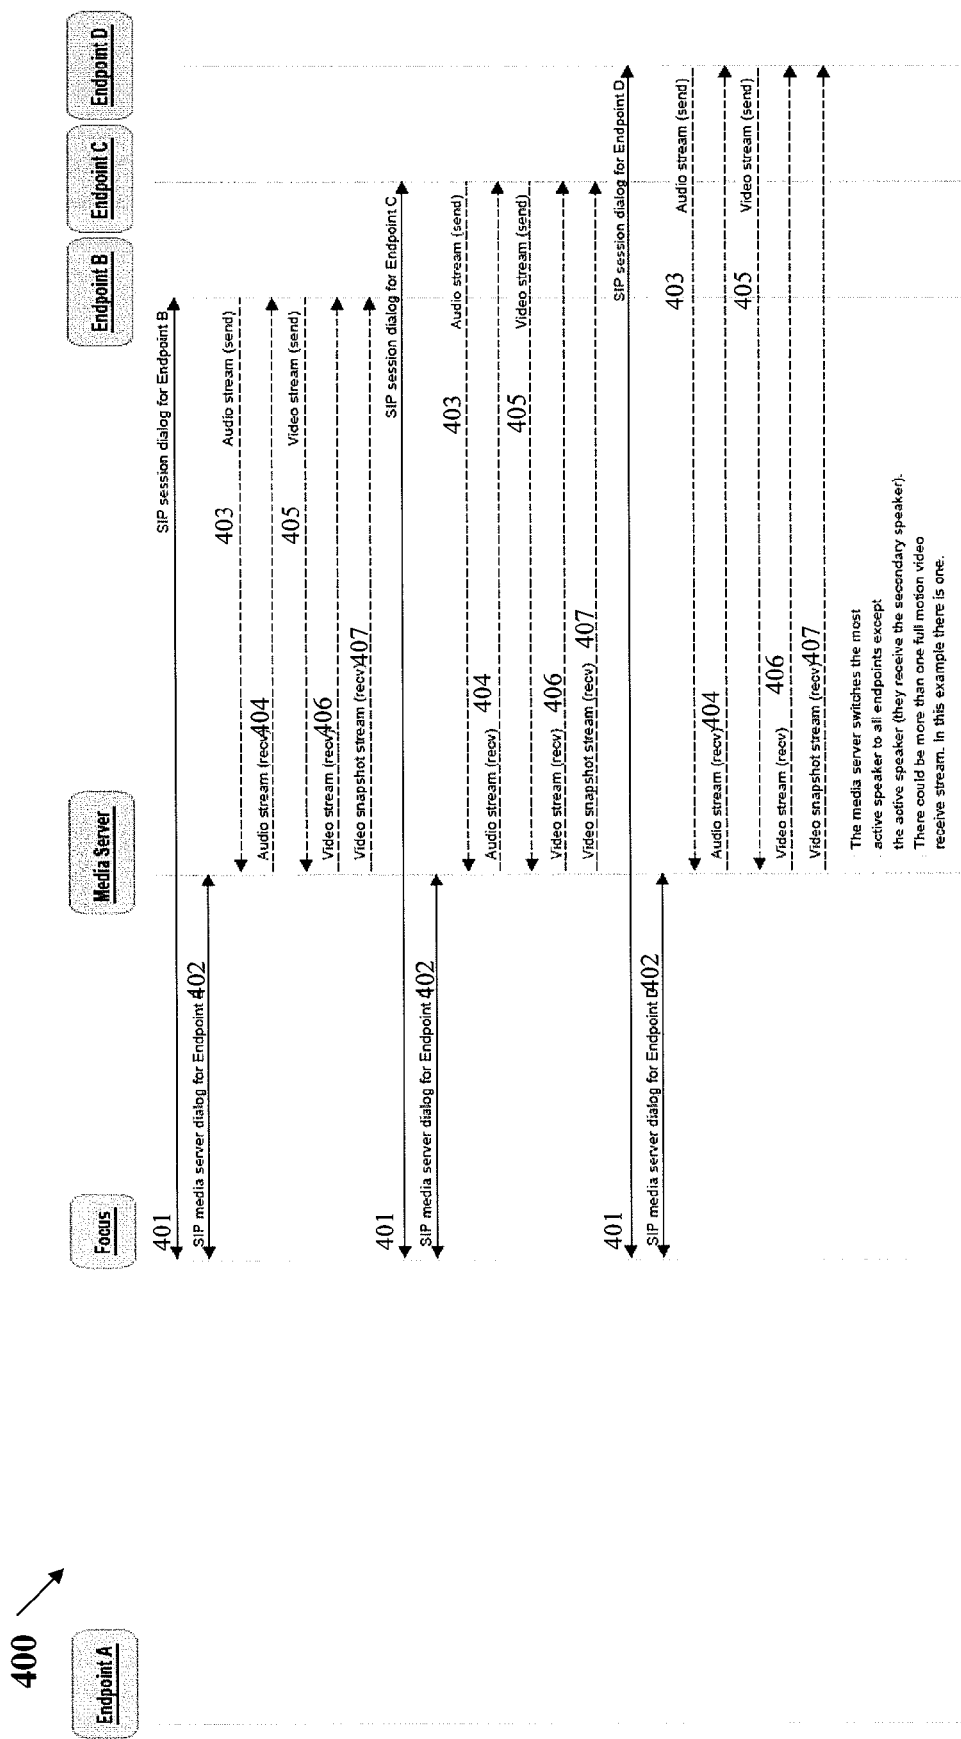 400
Endpoint A
Focus
Media Server
Endpoint B
Endpoint C
Endpoint D
401
SIP session dialog for Endpoint B
SIP media server dialog for Endpoint
402
403
Audio stream (send)
Audio stream (recv)
404
405
Video stream (send)
Video stream (recv)
406
Video snapshot stream (recv)
407
401
SIP session dialog for Endpoint C
SIP media server dialog for Endpoint
402
403
Audio stream (send)
Audio stream (recv)
404
405
Video stream (send)
Video stream (recv)
406
Video snapshot stream (recv)
407
401
SIP session dialog for Endpoint D
SIP media server dialog for Endpoint D
402
403
Audio stream (send)
Audio stream (recv)
404
405
Video stream (send)
Video stream (recv)
406
Video snapshot stream (recv)
407
The media server switches the most
active speaker to all endpoints except
the active speaker (they receive the secondary speaker).
There could be more than one full motion video
receive stream. In this example there is one.